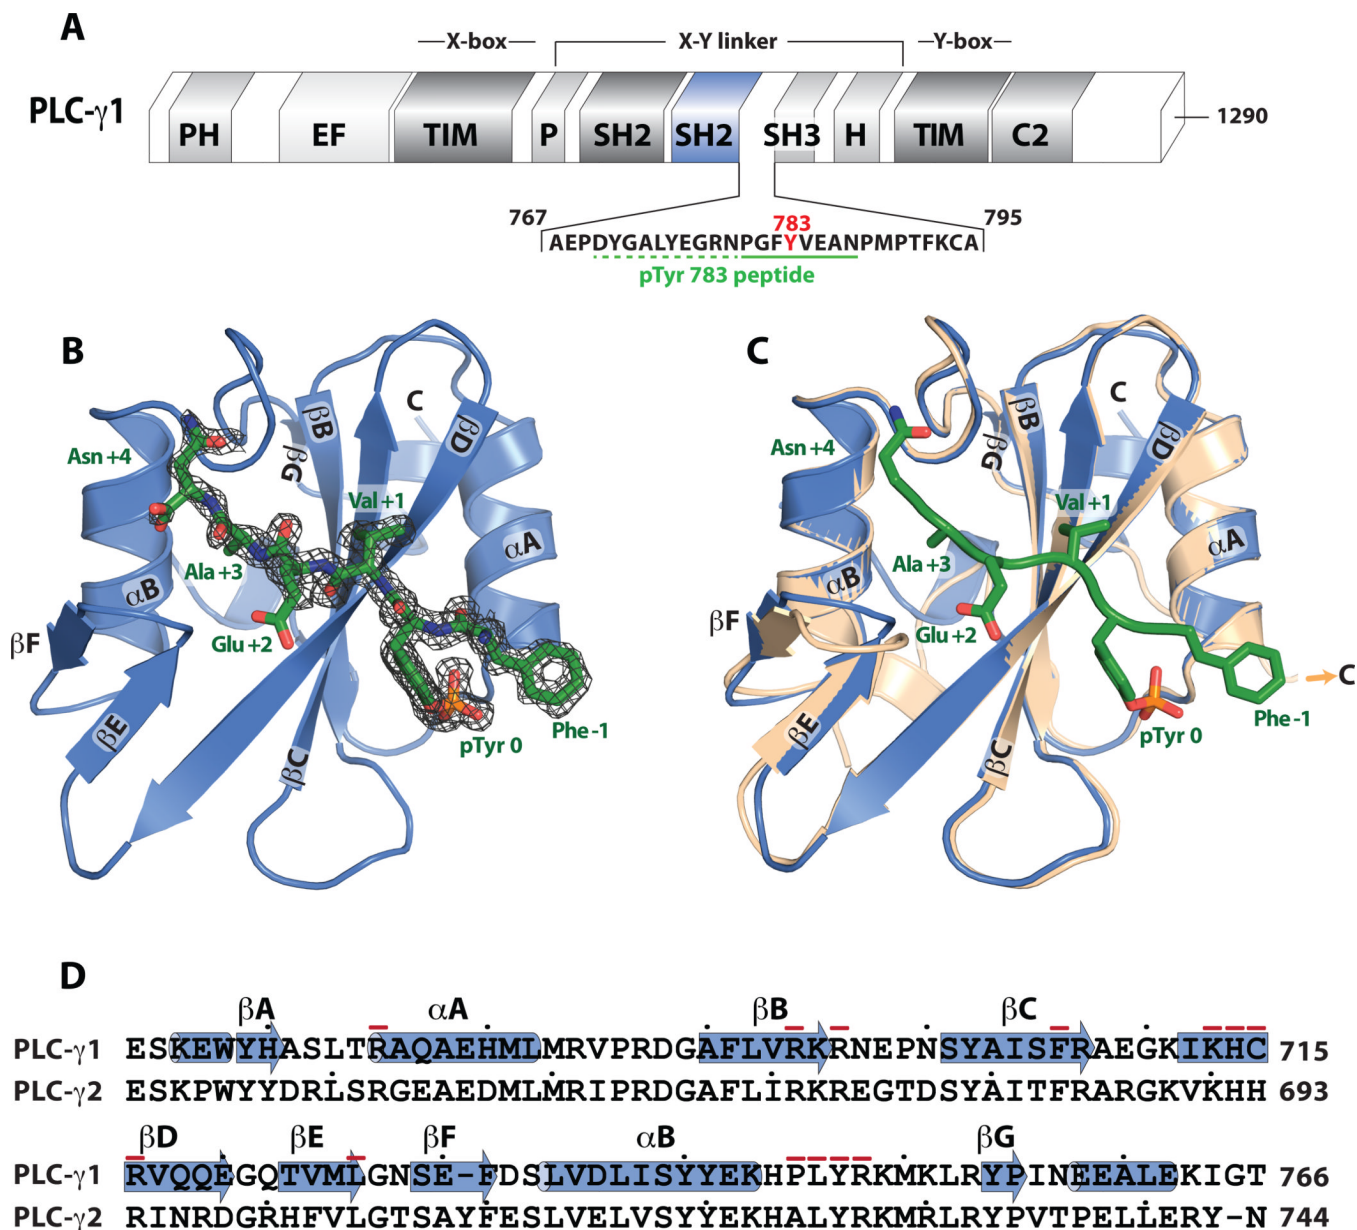 A
X-box
X-Y linker
Y-box
PLC-γ1
PH
EF
TIM
P
SH2
SH2
SH3
H
TIM
C2
1290
767
783
795
AEPDYGALYEGRNPGFYVEANPMPTFKCA
pTyr 783 peptide
B
Asn +4
βB
βG
C
βD
Val +1
Ala +3
αB
αA
βF
Glu +2
βE
βC
pTyr 0
Phe -1
C
Asn +4
βB
βG
C
βD
Val +1
αA
Ala +3
αB
βF
Glu +2
βE
βC
pTyr 0
Phe -1
C
D
βA αA βB βC
PLC-γ1 ESKEWYHASLTRAQAEHMLMRVPRDGAFLVRKRNEPNSYAISFRAEGKIKHC 715
PLC-γ2 ESKPWYYDRLSRGEAEDMLMRIPRDGAFLIRKREGTDSYAITFRARGKVKHH 693
βD βE βF αB βG
PLC-γ1 RVQQEGQTVMLGNSE-FDSLVDLISYYEKHPLYRKMKLRYPINEEALEKIGT 766
PLC-γ2 RINRDGRHFVLGTSAYFESLVELVSYYEKHALYRKMRLRYPVTPELLERY-N 744